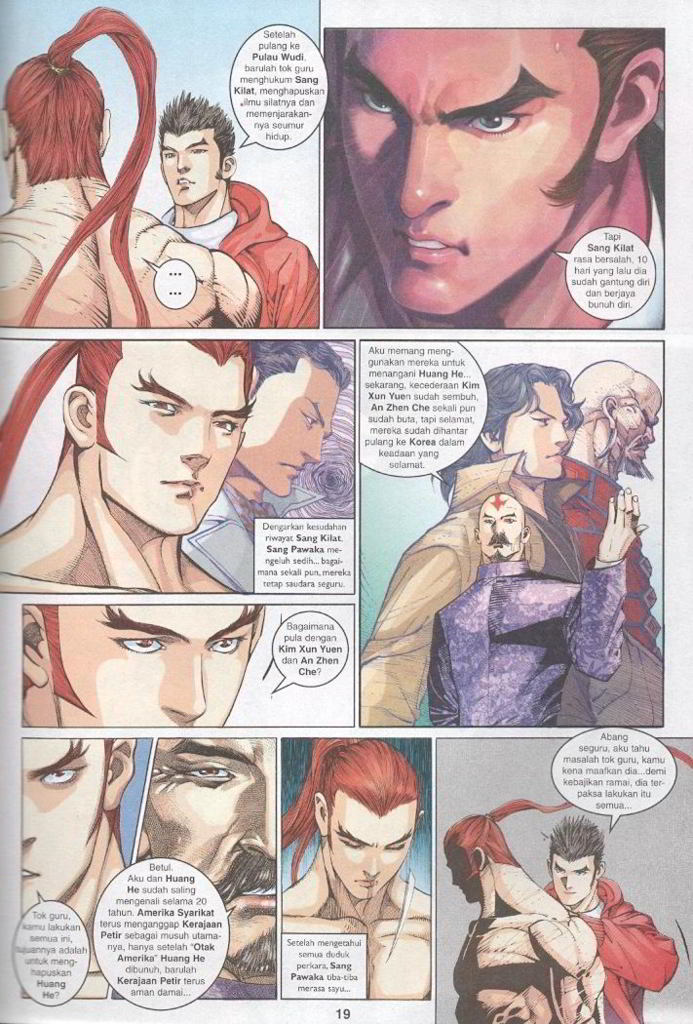 Setelah
pulang ke
Pulau Wudi,
barulah tok guru
menghukum Sang
Kilat, menghapuskan
ilmu silatnya dan
memenjarakan-
nya seumur
hidup.
...
...
Tapi
Sang Kilat
rasa bersalah, 10
hari yang lalu dia
sudah gantung diri
dan berjaya
bunuh diri.
Dengarkan kesudahan
riwayat Sang Kilat,
Sang Pawaka me-
ngeluh sedih... bagai-
mana sekali pun, mereka
tetap saudara seguru.
Bagaimana
pula dengan
Kim Xun Yuen
dan An Zhen
Che?
Aku memang meng-
gunakan mereka untuk
menangani Huang He...
sekarang, kecederaan Kim
Xun Yuen sudah sembuh,
An Zhen Che sekali pun
sudah buta, tapi selamat,
mereka sudah dihantar
pulang ke Korea dalam
keadaan yang
selamat.
Tok guru,
kamu lakukan
semua ini,
tujuannya adalah
untuk meng-
hapuskan
Huang
He?
Betul.
Aku dan Huang
He sudah saling
mengenali selama 20
tahun. Amerika Syarikat
terus menganggap Kerajaan
Petir sebagai musuh utama-
nya, hanya setelah "Otak
Amerika" Huang He
dibunuh, barulah
Kerajaan Petir terus
aman damai...
Setelah mengetahui
semua duduk
perkara, Sang
Pawaka tiba-tiba
merasa sayu...
Abang
seguru, aku tahu
masalah ini, kamu
kena maafkan dia...demi
kebajikan ramai, dia ter-
paksa lakukan itu
semua...
19